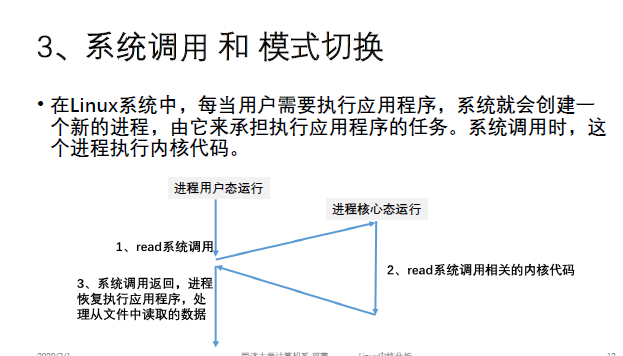 3、系统调用 和 模式切换
• 在Linux系统中，每当用户需要执行应用程序，系统就会创建一
个新的进程，由它来承担执行应用程序的任务。系统调用时，这
个进程执行内核代码。
进程用户态运行
进程核心态运行
1、read系统调用
2、read系统调用相关的内核代码
3、系统调用返回，进程
恢复执行应用程序，处
理从文件中读取的数据